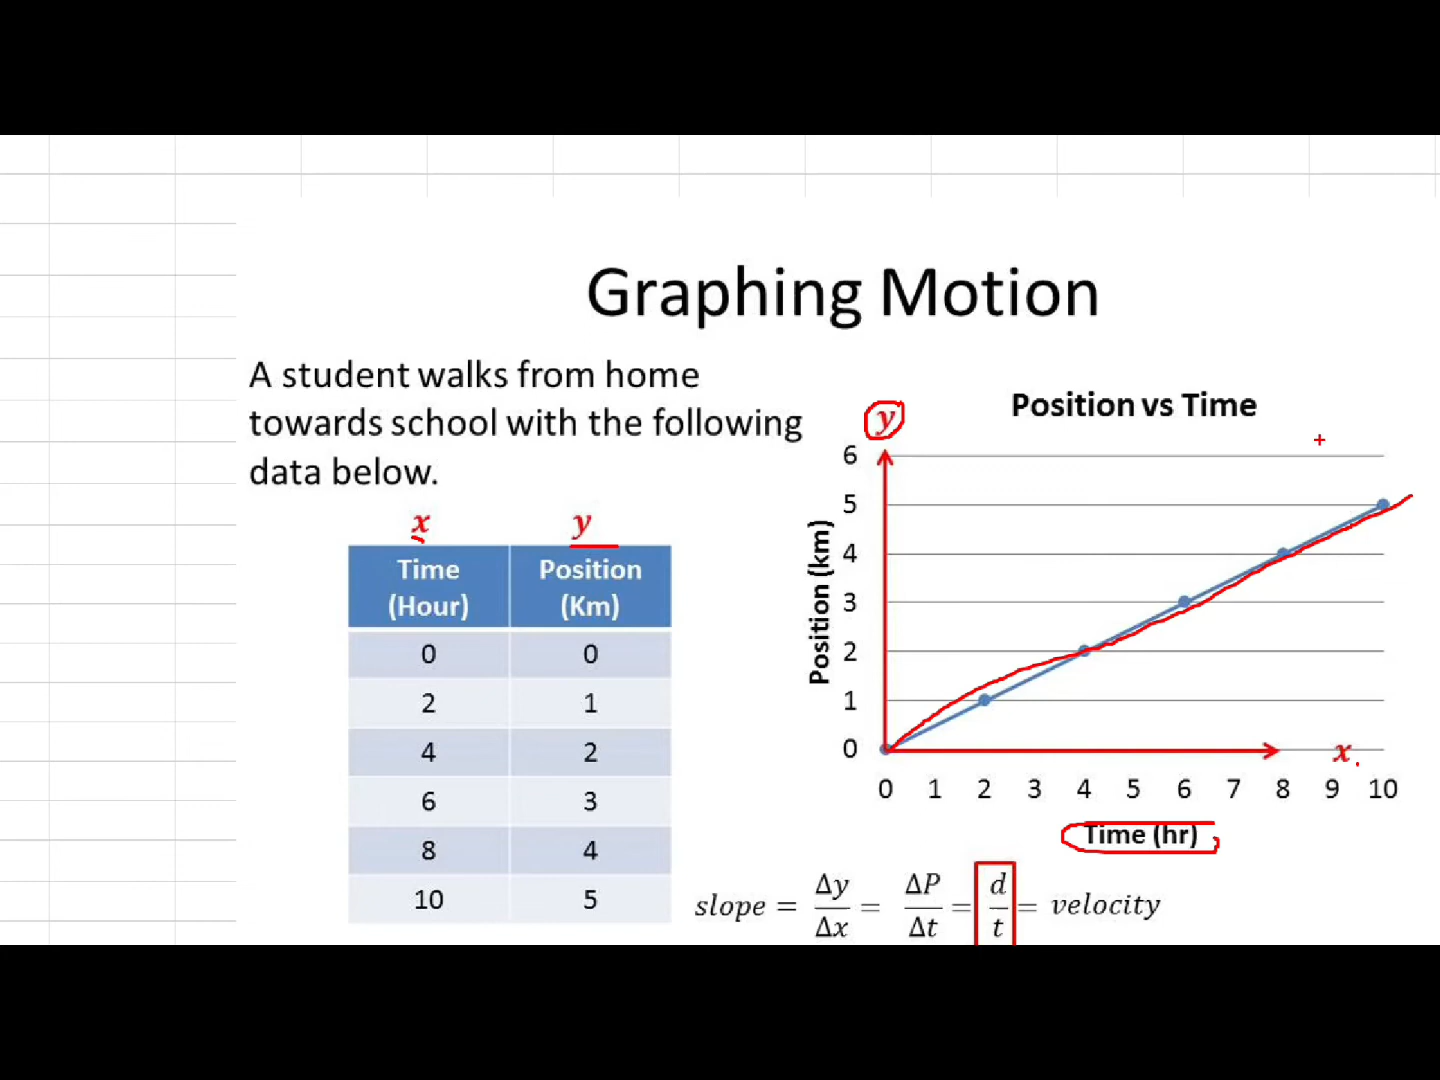 Graphing Motion
A student walks from home
towards school with the following
data below.
x y
Time Position
(Hour) (Km)
0 0
2 1
4 2
6 3
8 4
10 5
Position vs Time
y
6
5
4
3
2
1
0
Position (km)
x
0 1 2 3 4 5 6 7 8 9 10
Time (hr)
slope = Δy/Δx = ΔP/Δt = d/t = velocity